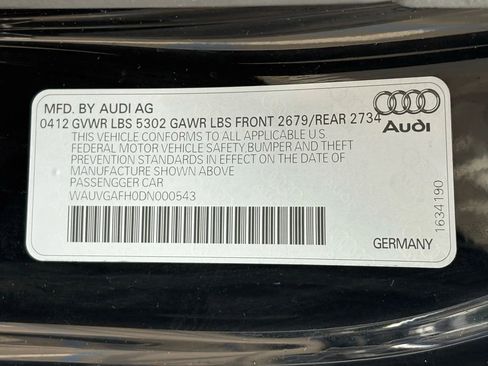 MFD. BY AUDI AG
0412 GVWR LBS 5302 GAWR LBS FRONT 2679/REAR 2734
THIS VEHICLE CONFORMS TO ALL APPLICABLE U.S
FEDERAL MOTOR VEHICLE SAFETY,BUMPER AND THEFT
PREVENTION STANDARDS IN EFFECT ON THE DATE OF
MANUFACTURE SHOWN ABOVE
PASSENGGER CAR
WAUVGAFH0DN000543
Audi
1634190
GERMANY